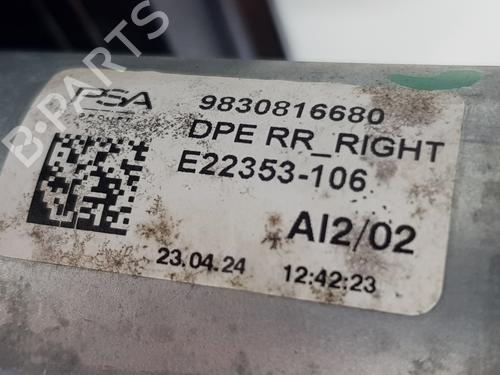 PSA
9830816680
DPE RR_RIGHT
E22353-106
AI2/02
23.04.24 12:42:23
B-PARTS